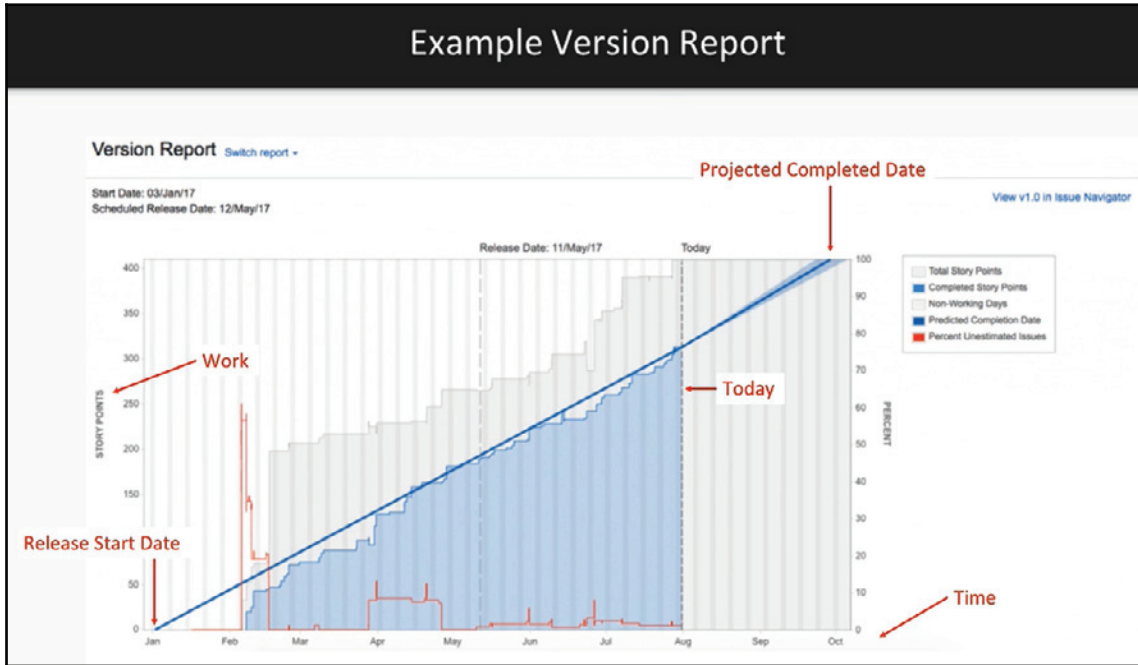 Example Version Report
Version Report Switch report
Projected Completed Date
Start Date: 03/Jan/17
Scheduled Release Date: 12/May/17
View v1.0 in Issue Navigator
Release Date: 11/May/17 Today
400
350
300
250
200
150
50
0
STORY POINTS
100
90
80
70
60
50
40
30
20
10
0
PERCENT
Total Story Points
Completed Story Points
Non-Working Days
Predicted Completion Date
Percent Unestimated Issues
Work
Today
Release Start Date
Time
Jan Feb Mar Apr May Jun Jul Aug Sep Oct